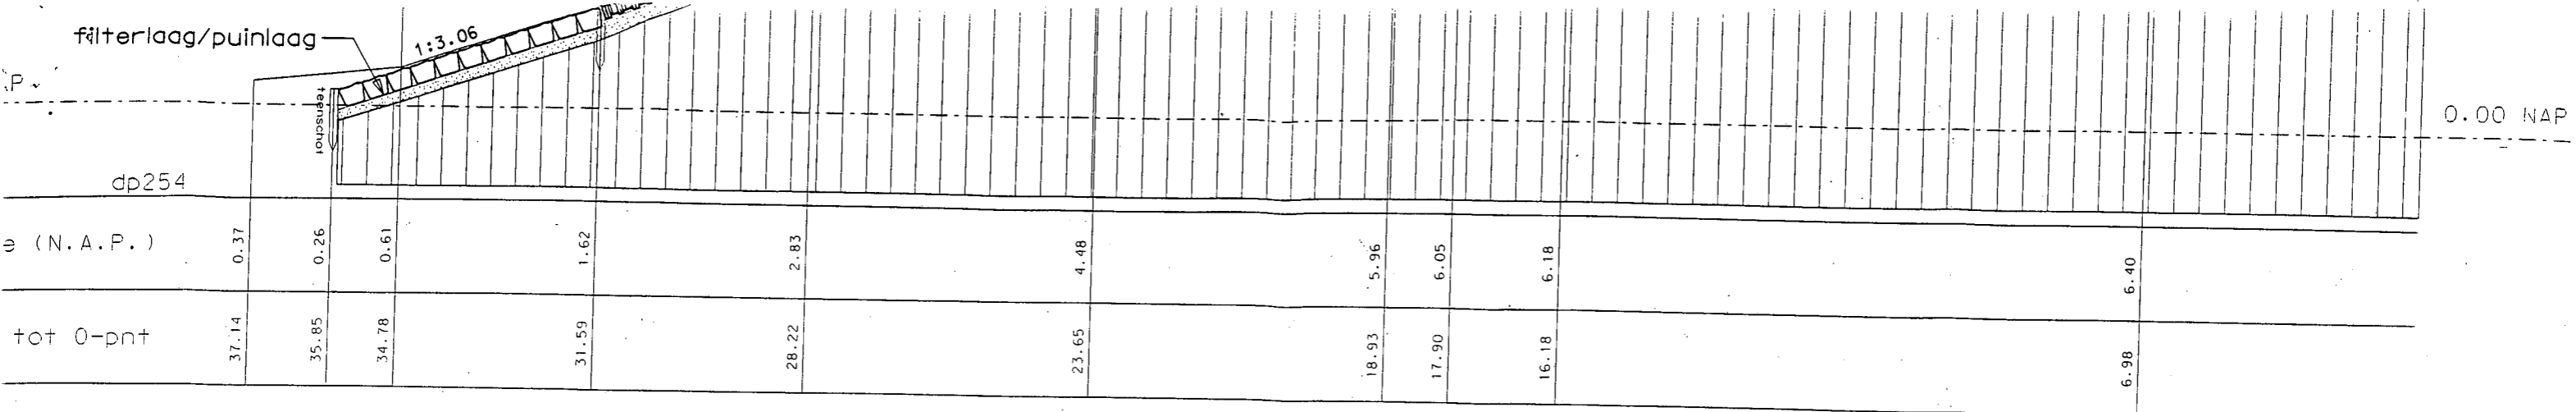 filterlaag/puinlaag
1:3.06
teenschot
0.00 NAP
dp254
(N.A.P.) 0.37 0.26 0.61 1.62 2.83 4.48 5.96 6.05 6.18 6.40
tot 0-pnt 37.14 35.85 34.78 31.59 28.22 23.65 18.93 17.90 16.18 6.98